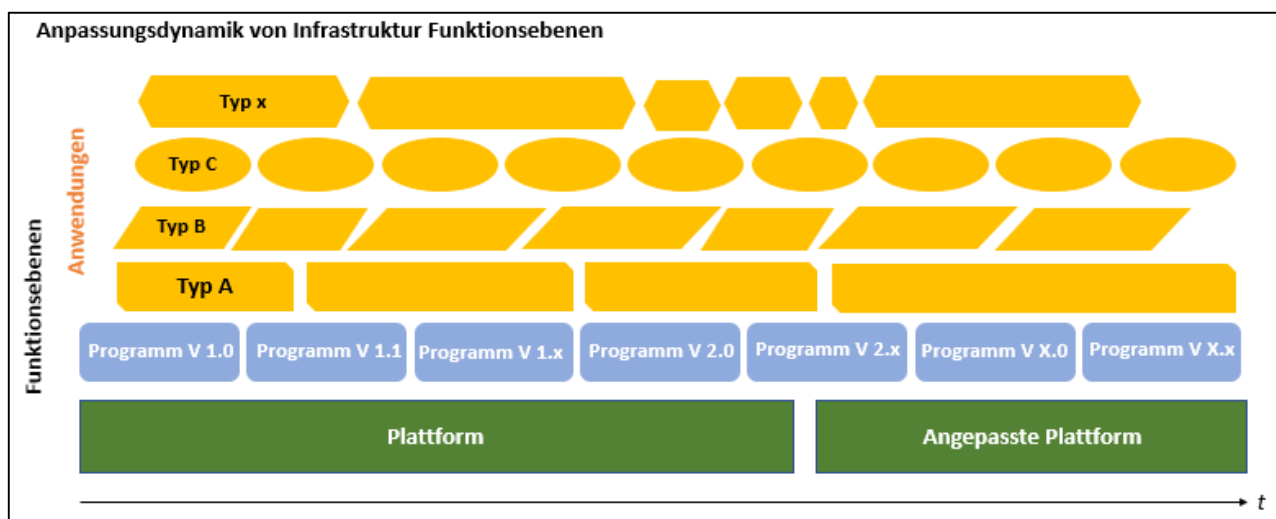 Anpassungsdynamik von Infrastruktur Funktionsebenen
Funktionsebenen
Anwendungen
Typ x
Typ C
Typ B
Typ A
Programm V 1.0
Programm V 1.1
Programm V 1.x
Programm V 2.0
Programm V 2.x
Programm V X.0
Programm V X.x
Plattform
Angepasste Plattform
t